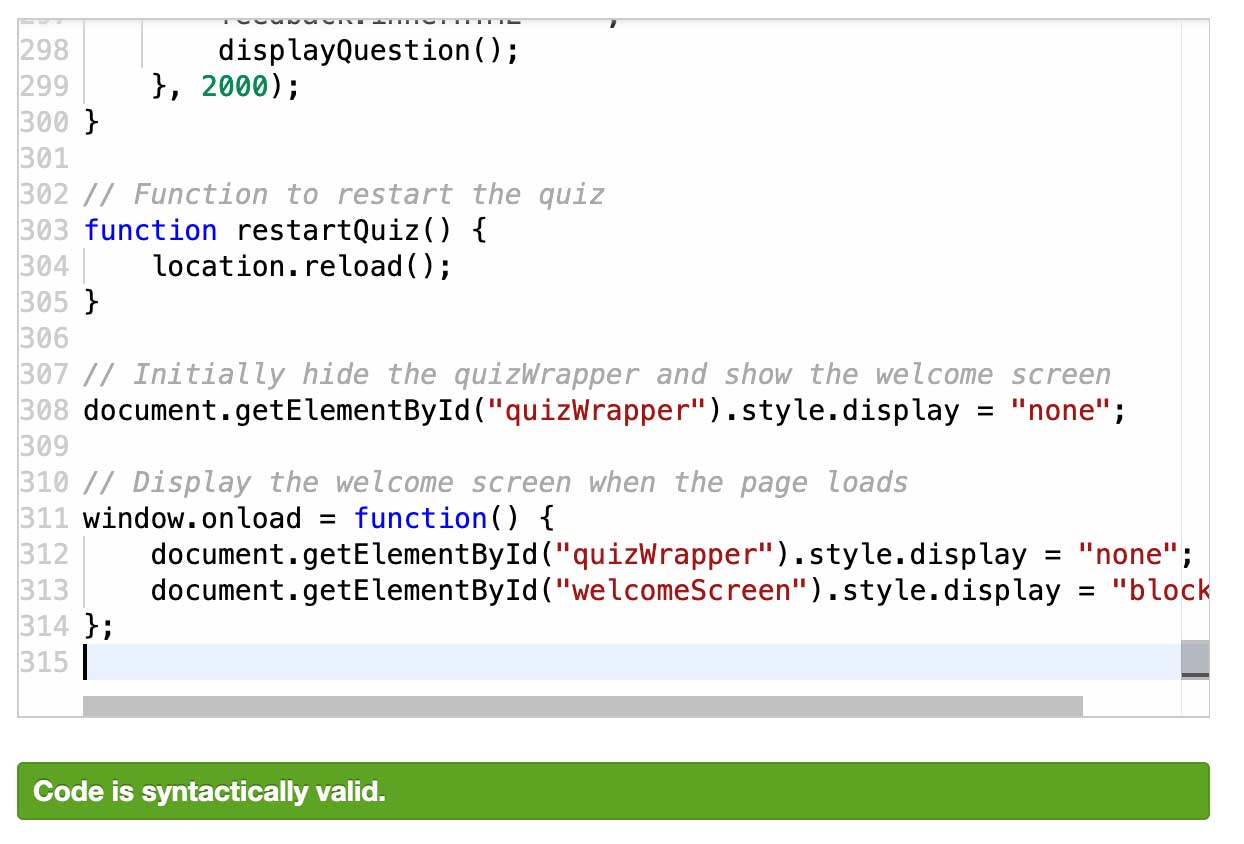 298 displayQuestion();
299 }, 2000);
300 }
301
302 // Function to restart the quiz
303 function restartQuiz() {
304 location.reload();
305 }
306
307 // Initially hide the quizWrapper and show the welcome screen
308 document.getElementById("quizWrapper").style.display = "none";
309
310 // Display the welcome screen when the page loads
311 window.onload = function() {
312 document.getElementById("quizWrapper").style.display = "none";
313 document.getElementById("welcomeScreen").style.display = "block
314 };
315
Code is syntactically valid.